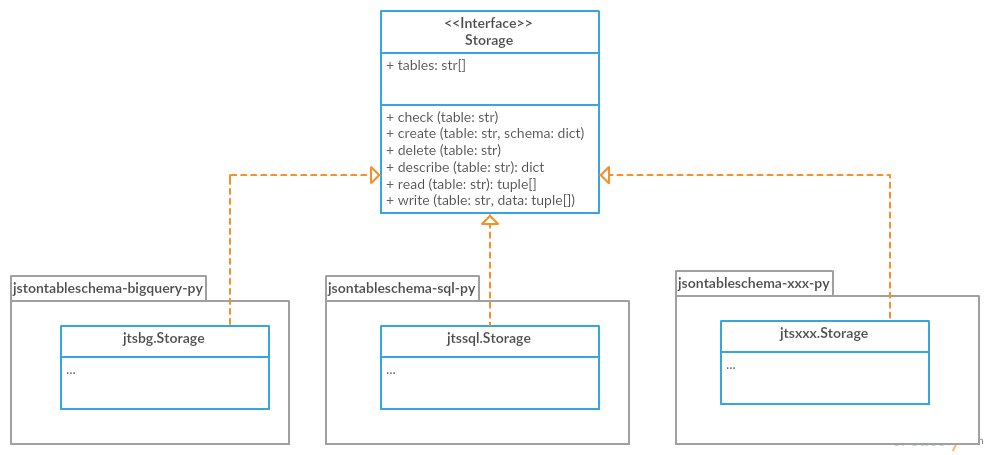 <<Interface>>
Storage
+ tables: str[]
+ check (table: str)
+ create (table: str, schema: dict)
+ delete (table: str)
+ describe (table: str): dict
+ read (table: str): tuple[]
+ write (table: str, data: tuple[])
jstontableschema-bigquery-py
jtsbg.Storage
...
jsontableschema-sql-py
jtssql.Storage
...
jsontableschema-xxx-py
jtsxxx.Storage
...